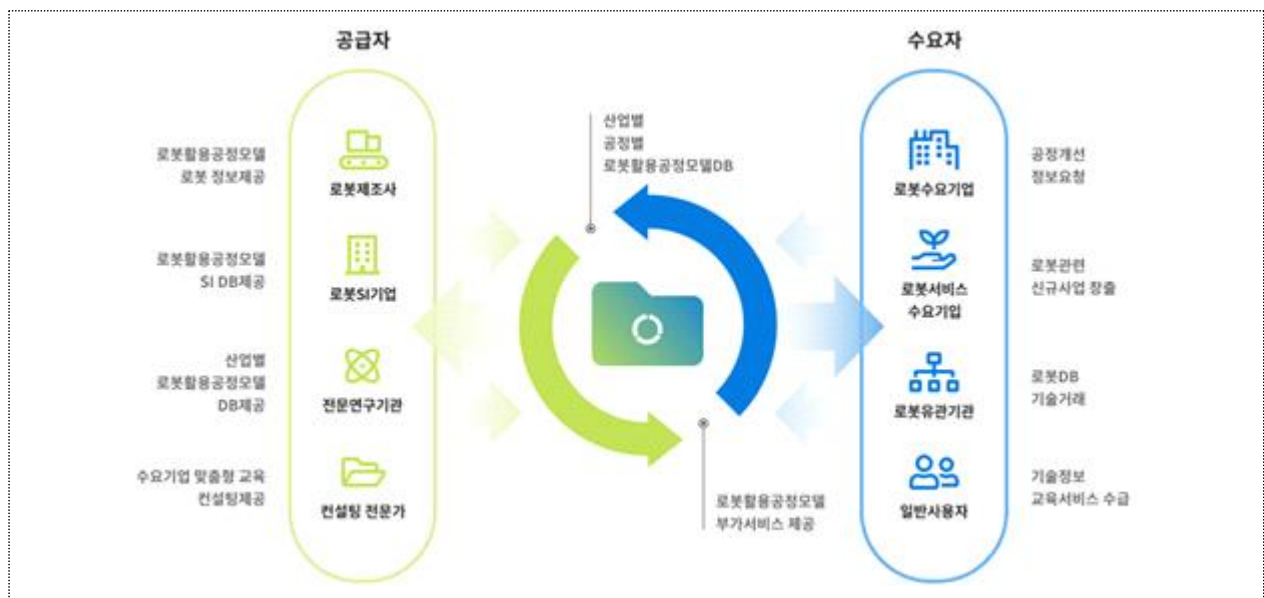 공급자
로봇활용공정모델
로봇 정보제공
로봇제조사
로봇활용공정모델
SI DB제공
로봇SI기업
산업별
로봇활용공정모델
DB제공
전문연구기관
수요기업 맞춤형 교육
컨설팅제공
컨설팅 전문가
산업별
공정별
로봇활용공정모델DB
로봇활용공정모델
부가서비스 제공
수요자
로봇수요기업
공정개선
정보요청
로봇서비스
수요기입
로봇관련
신규사업 창출
로봇유관기관
로봇DB
기술거래
일반사용자
기술정보
교육서비스 수급